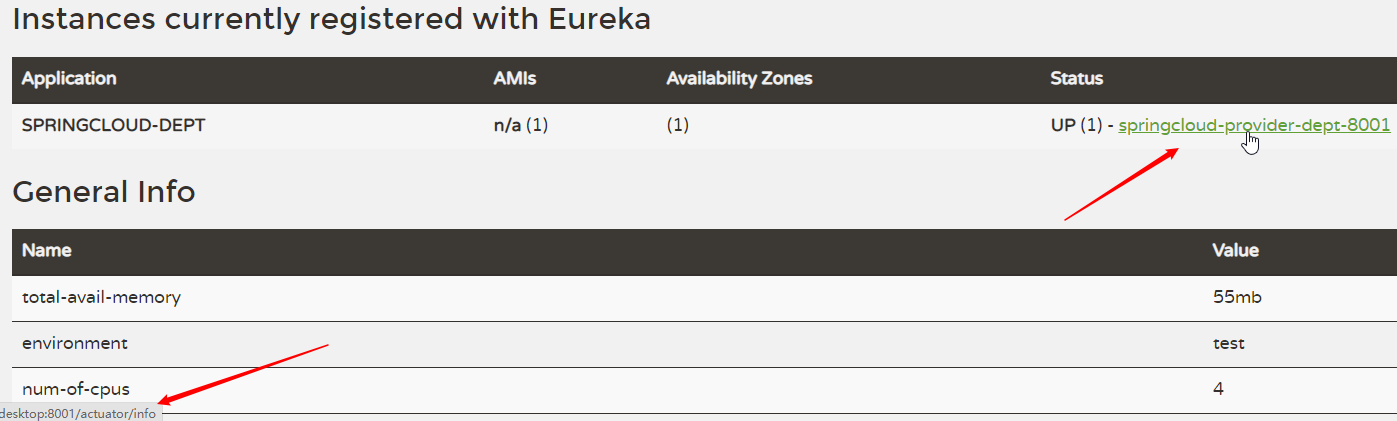 Instances currently registered with Eureka
Application AMIs Availability Zones Status
SPRINGCLOUD-DEPT n/a (1) (1) UP (1) - springcloud-provider-dept-8001
General Info
Name Value
total-avail-memory 55mb
environment test
num-of-cpus 4
desktop:8001/actuator/info